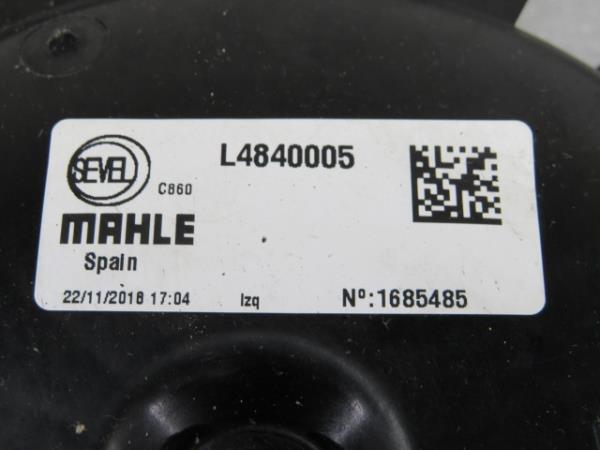 SEVEL
C860
L4840005
MAHLE
Spain
22/11/2018 17:04
Izq
Nº:1685485